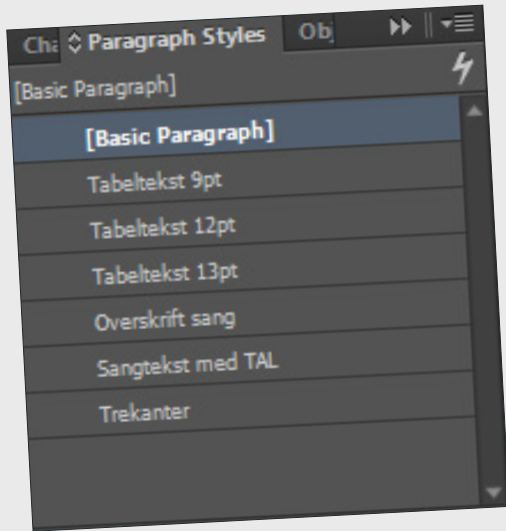 Cha Paragraph Styles Obj
[Basic Paragraph]
[Basic Paragraph]
Tabeltekst 9pt
Tabeltekst 12pt
Tabeltekst 13pt
Overskrift sang
Sangtekst med TAL
Trekanter